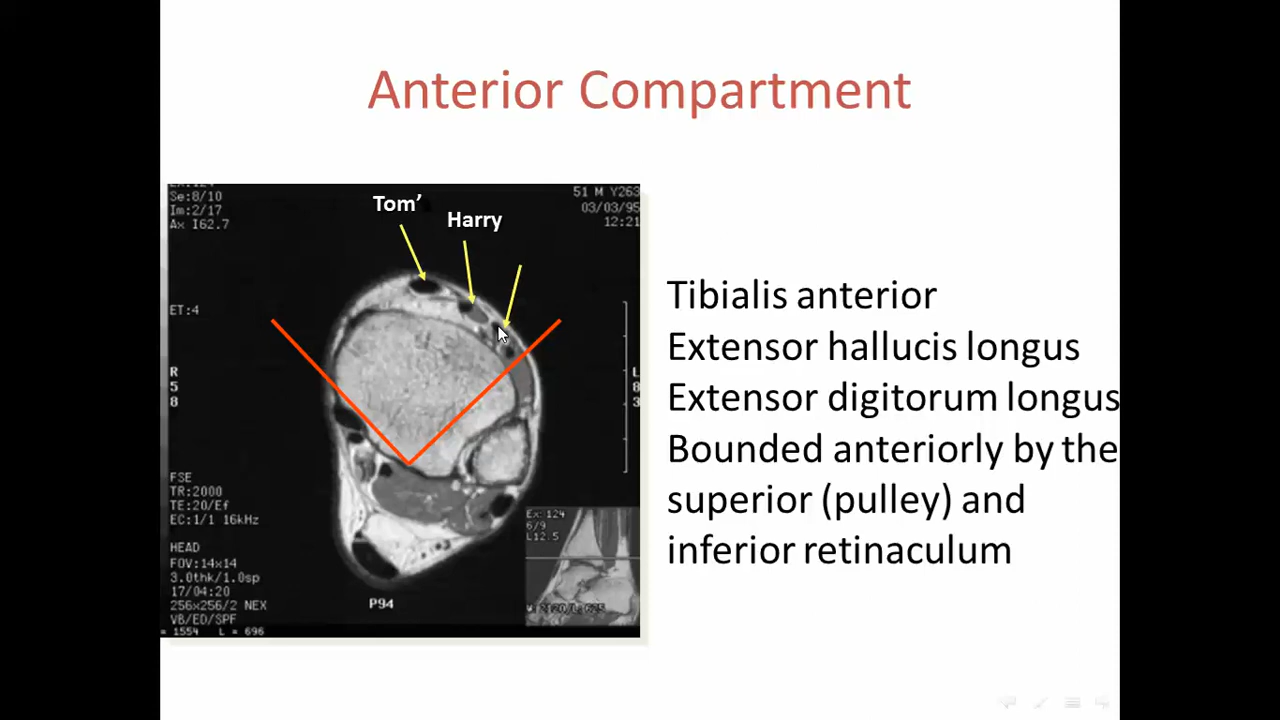 Anterior Compartment
Se:8/10
Im:2/17
Ax I62.7
51 M Y263
03/03/95
12:21
Tom’
Harry
ET:4
R
5
8
L
8
3
Tibialis anterior
Extensor hallucis longus
Extensor digitorum longus
Bounded anteriorly by the
superior (pulley) and
inferior retinaculum
FSE
TR:2000
TE:20/Ef
EC:1/1 16kHz
HEAD
FOV:14x14
3.0thk/1.0sp
17/04:20
256x256/2 NEX
VB/ED/SPF
= 1554 L = 696
P94
Ex: 124
6/9
L12.5